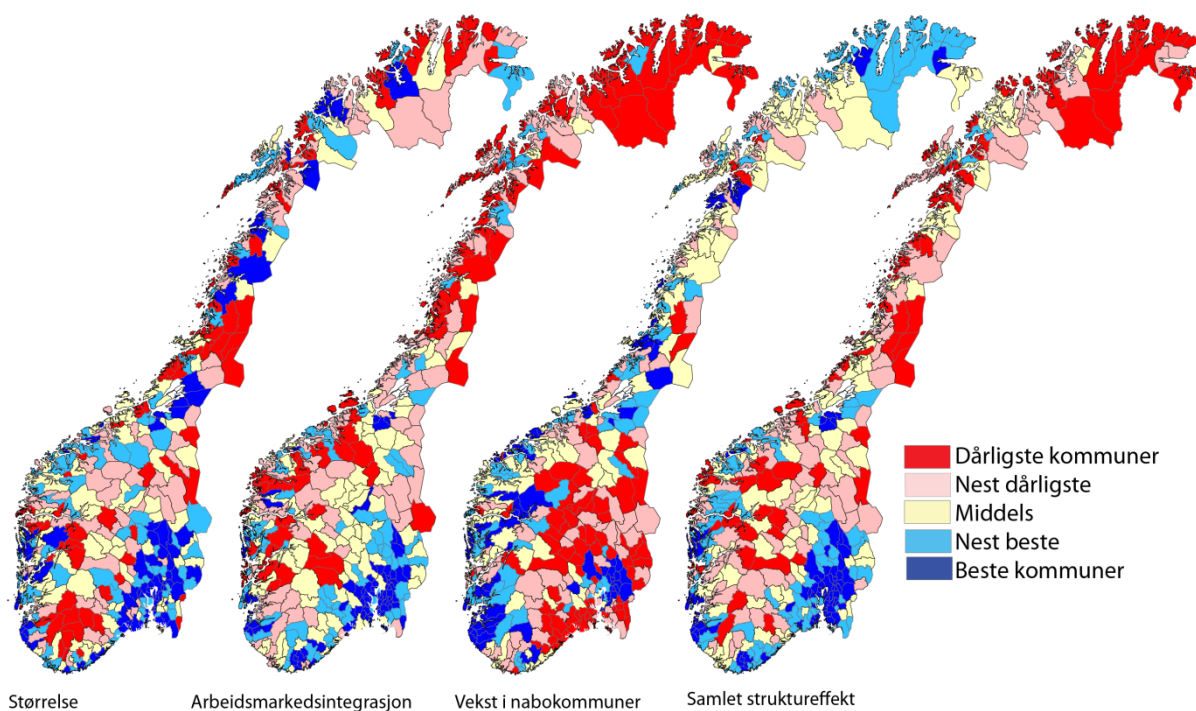 Dårligste kommuner
Nest dårligste
Middels
Nest beste
Beste kommuner
Størrelse
Arbeidsmarkedsintegrasjon
Vekst i nabokommuner
Samlet struktureffekt